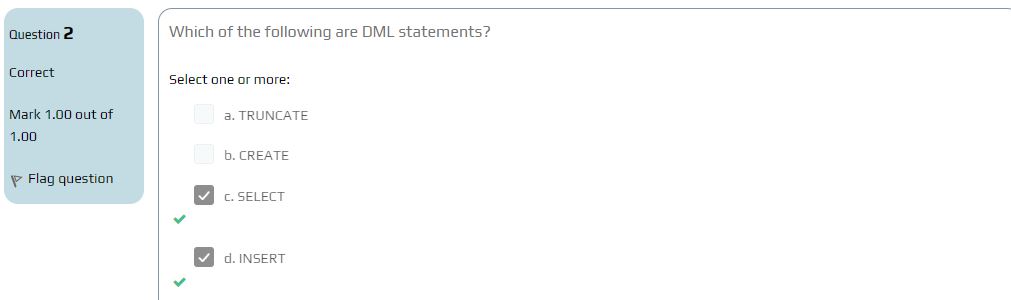 Question 2
Correct
Mark 1.00 out of
1.00
Flag question
Which of the following are DML statements?
Select one or more:
a. TRUNCATE
b. CREATE
c. SELECT
d. INSERT